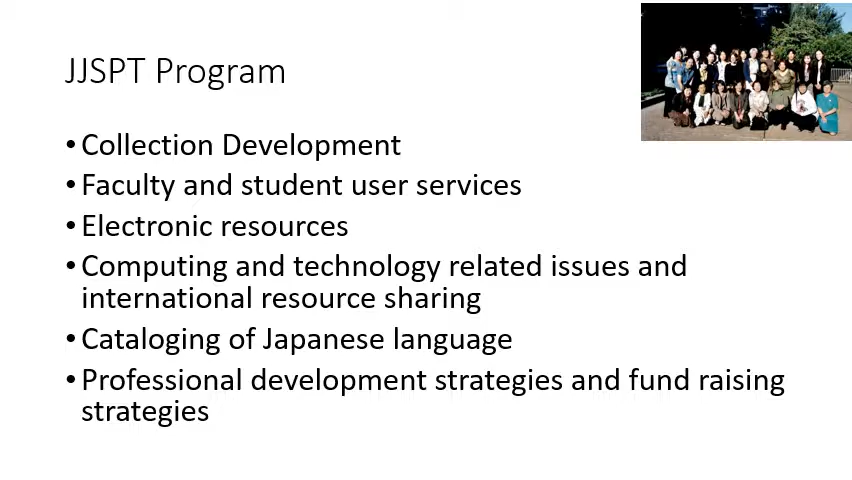 JJSPT Program
• Collection Development
• Faculty and student user services
• Electronic resources
• Computing and technology related issues and
international resource sharing
• Cataloging of Japanese language
• Professional development strategies and fund raising
strategies